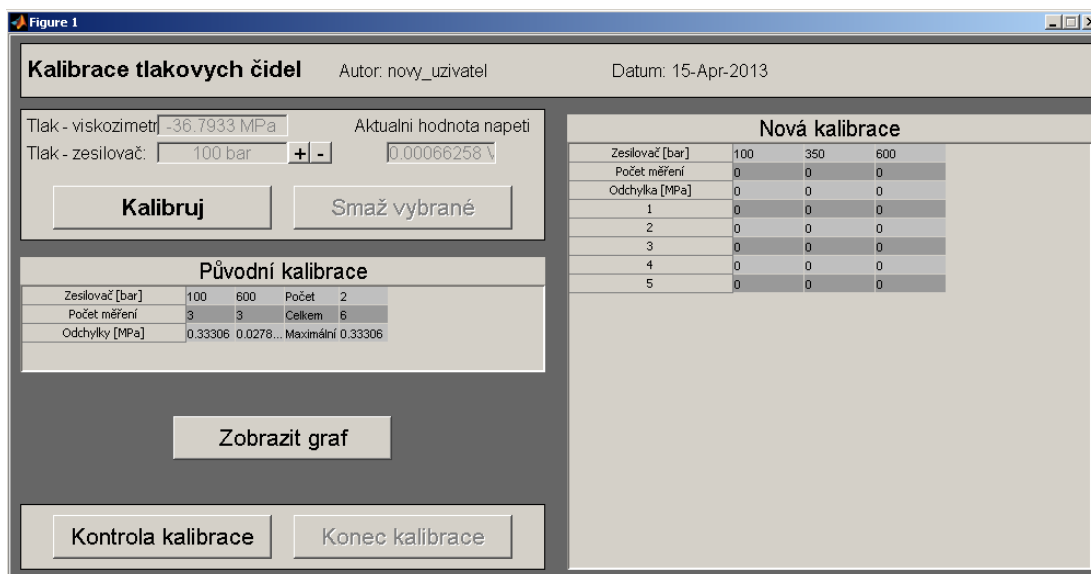 Figure 1
Kalibrace tlakovych čidel Autor: novy_uzivatel Datum: 15-Apr-2013
Tlak - viskozimetr -36.7933 MPa Aktualni hodnota napeti
Tlak - zesilovač: 100 bar + - 0.00066258 V
Kalibruj Smaž vybrané
Původní kalibrace
Zesilovač [bar] 100 600 Počet 2
Počet měření 3 3 Celkem 6
Odchylky [MPa] 0.33306 0.0278... Maximální 0.33306
Zobrazit graf
Kontrola kalibrace Konec kalibrace
Nová kalibrace
Zesilovač [bar] 100 350 600
Počet měření 0 0 0
Odchylka [MPa] 0 0 0
1 0 0 0
2 0 0 0
3 0 0 0
4 0 0 0
5 0 0 0